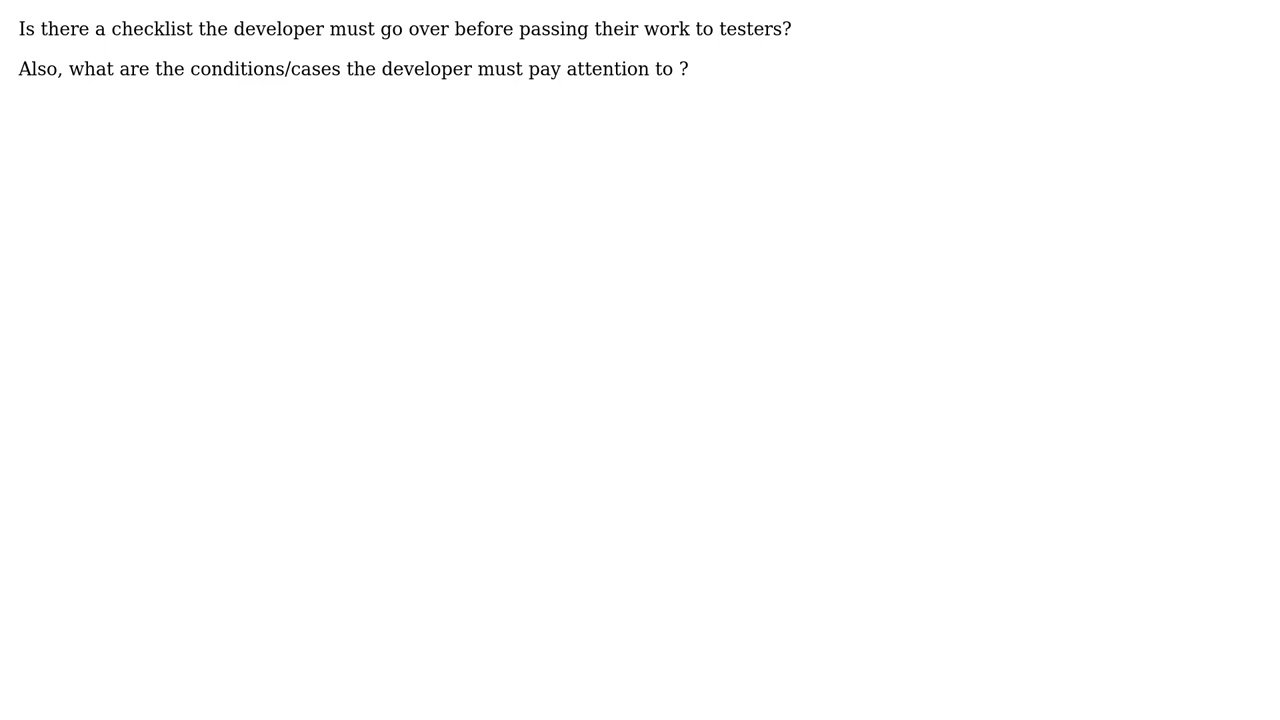 Is there a checklist the developer must go over before passing their work to testers?
Also, what are the conditions/cases the developer must pay attention to ?